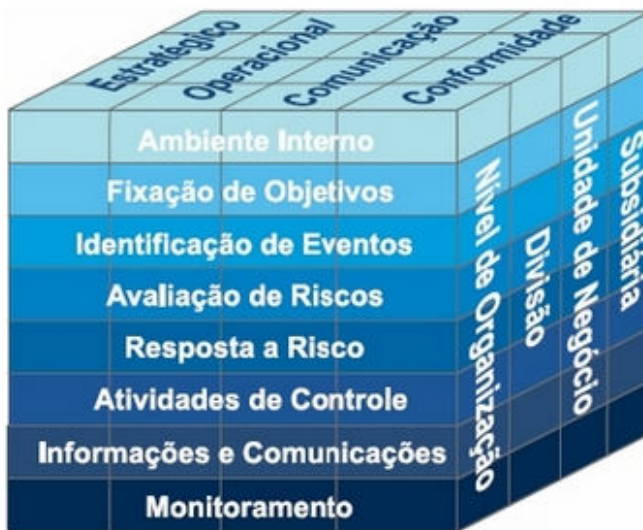 Estratégico
Operacional
Comunicação
Conformidade
Ambiente Interno
Fixação de Objetivos
Identificação de Eventos
Avaliação de Riscos
Resposta a Risco
Atividades de Controle
Informações e Comunicações
Monitoramento
Nível de Organização
Divisão
Unidade de Negócio
Subsidiária